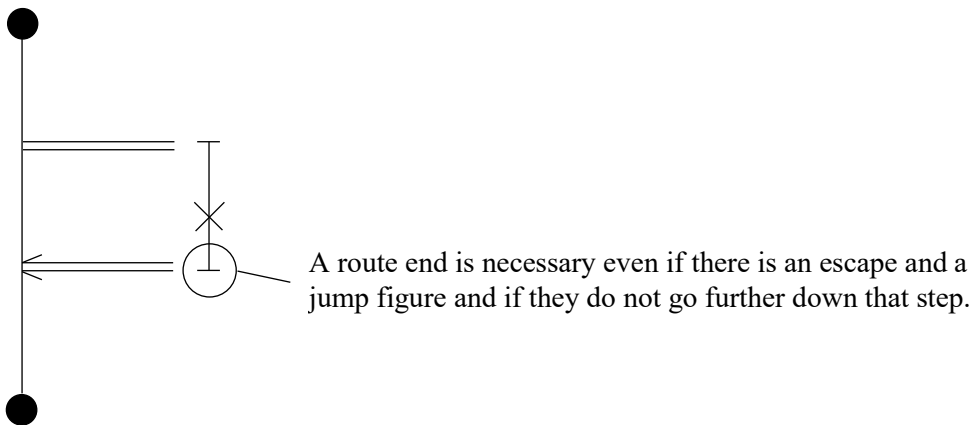 A route end is necessary even if there is an escape and a
jump figure and if they do not go further down that step.